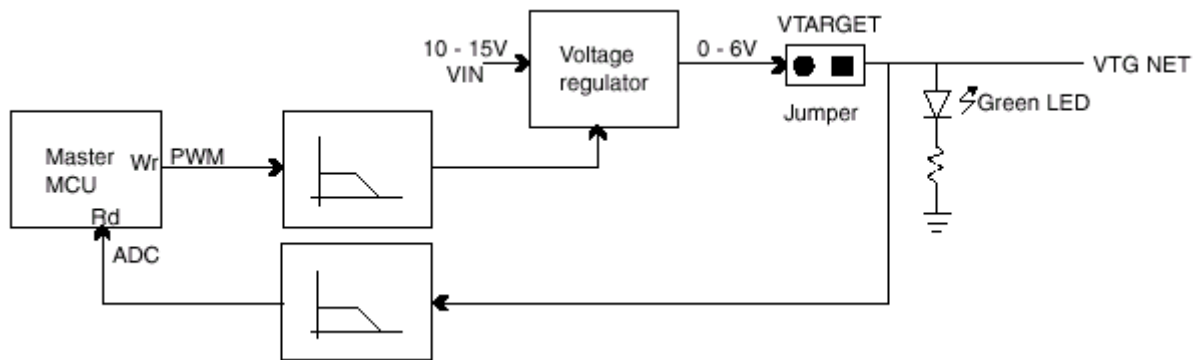 VTARGET
10 - 15V
VIN
Voltage
regulator
0 - 6V
VTG NET
Jumper
Green LED
Master
MCU
Wr
PWM
Rd
ADC